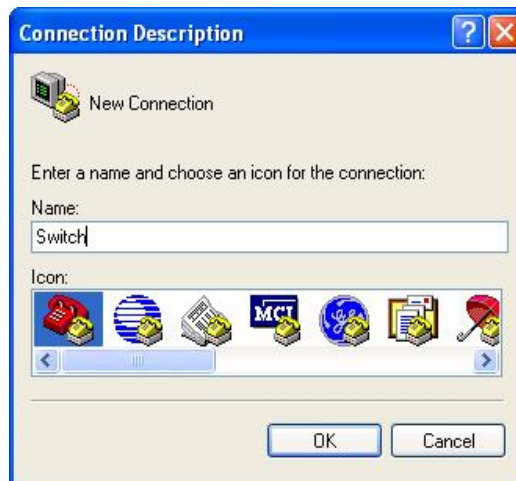 Connection Description
New Connection
Enter a name and choose an icon for the connection:
Name:
Switch
Icon:
MCI
OK
Cancel